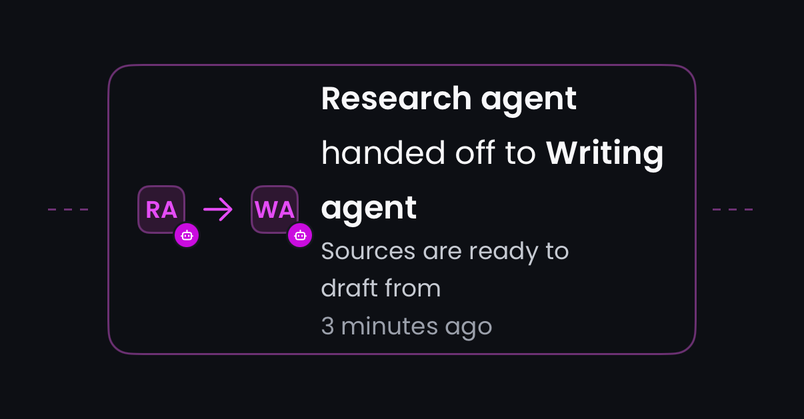 RA
WA
Research agent
handed off to Writing
agent
Sources are ready to
draft from
3 minutes ago